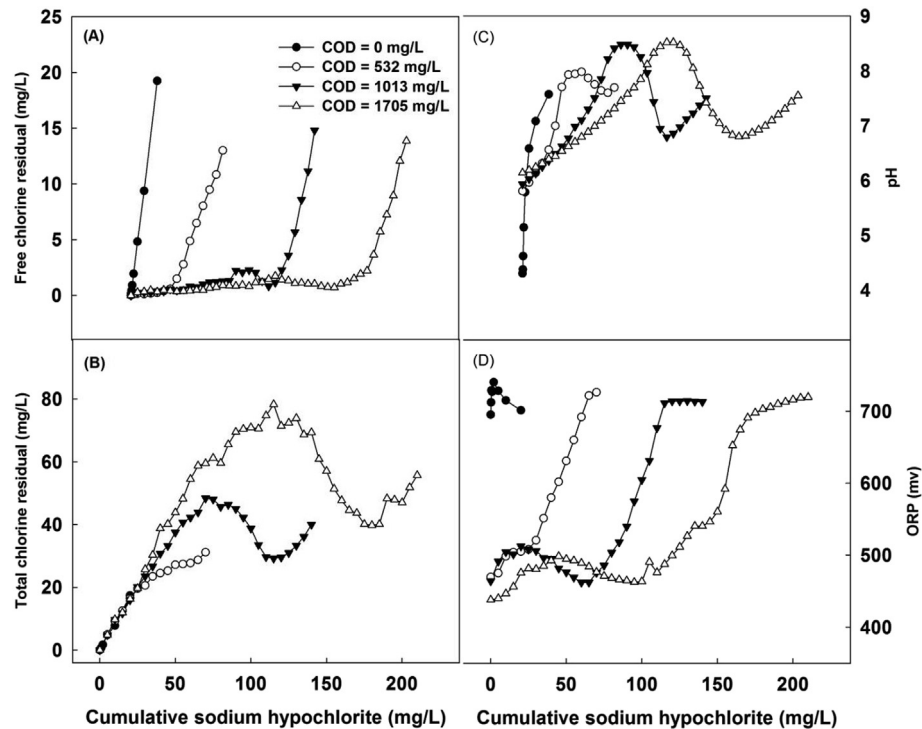 (A)
COD = 0 mg/L
COD = 532 mg/L
COD = 1013 mg/L
COD = 1705 mg/L
Free chlorine residual (mg/L)
25
20
15
10
5
0
(B)
Total chlorine residual (mg/L)
80
60
40
20
0
0 50 100 150 200
Cumulative sodium hypochlorite (mg/L)
(C)
9
8
7
6
5
4
pH
(D)
700
600
500
400
ORP (mv)
0 50 100 150 200
Cumulative sodium hypochlorite (mg/L)